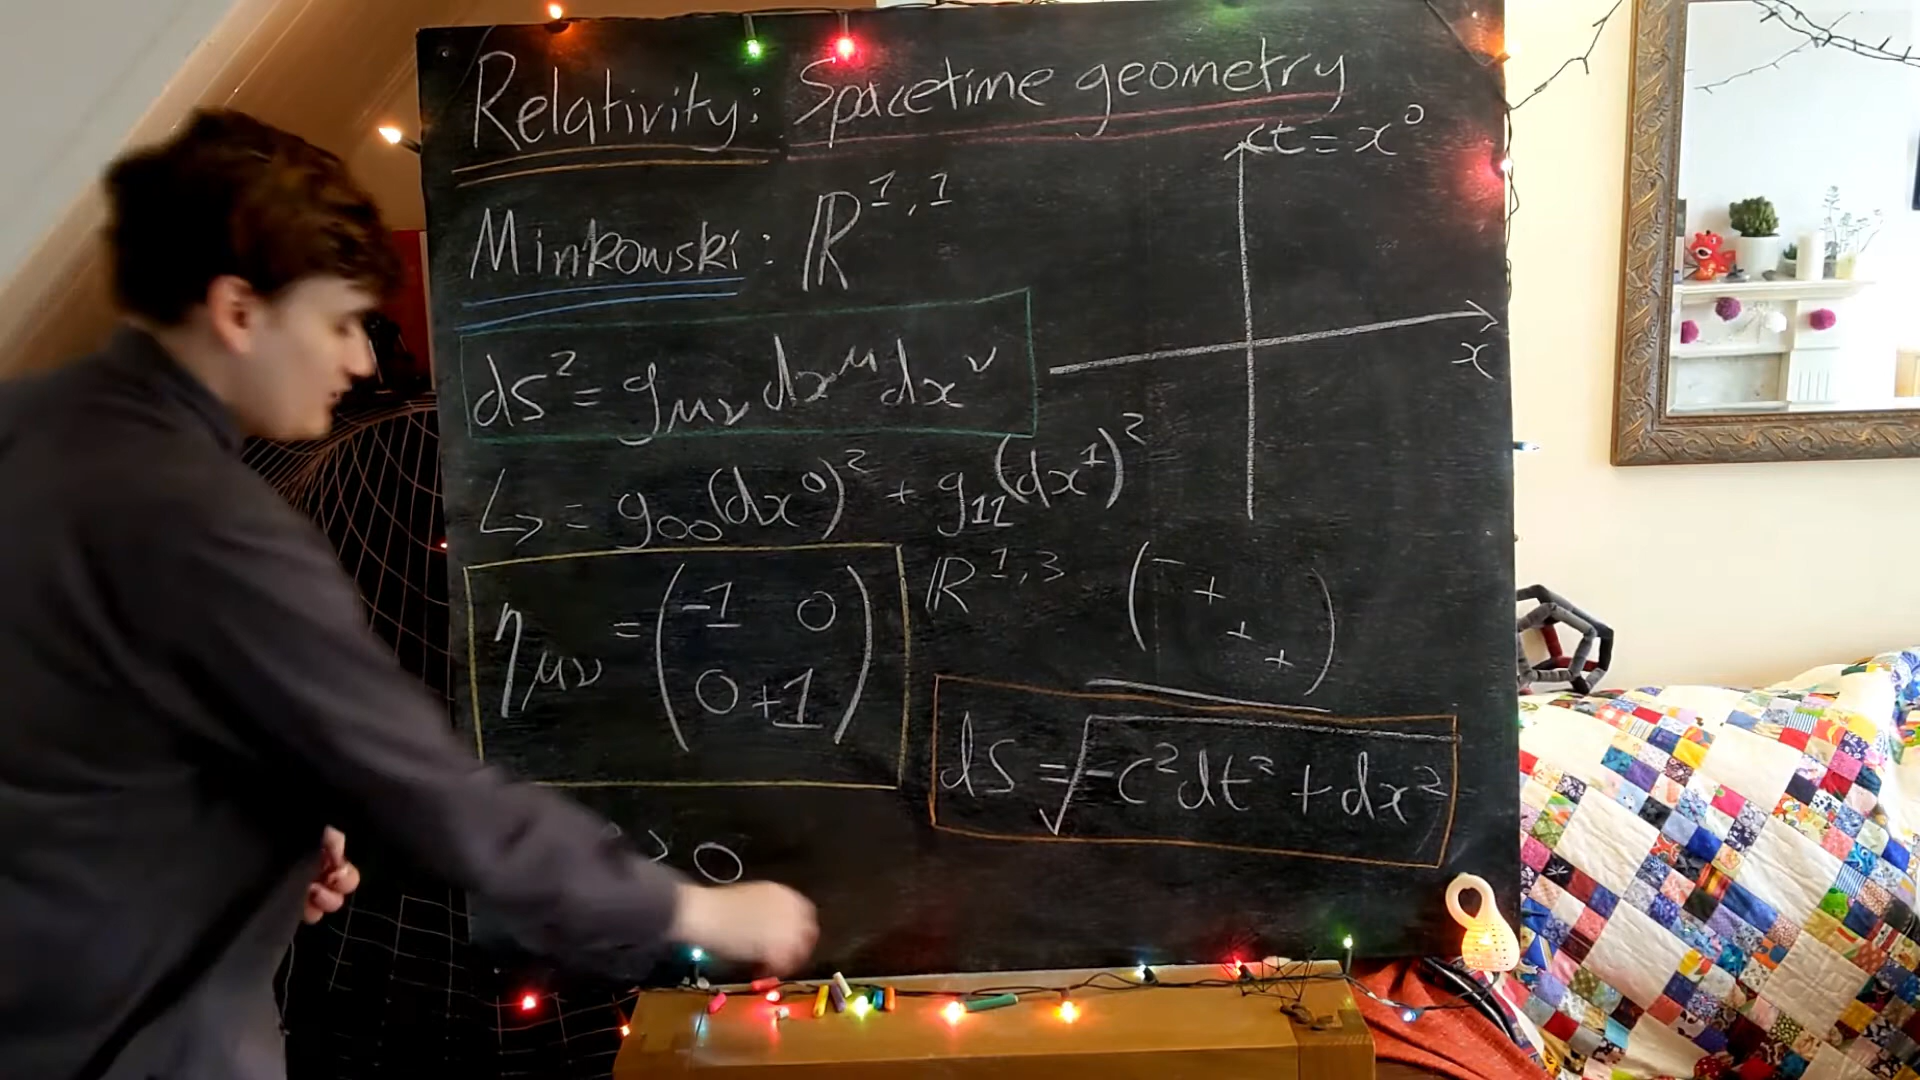 Relativity: Spacetime geometry
ct = x⁰
Minkowski: ℝ¹˒¹
x
ds² = g_μν dx^μ dx^ν
↳ = g₀₀(dx⁰)² + g₁₁(dx¹)²
ℝ¹˒³ ( - + + + )
η_μν = ( -1 0
0 +1 )
ds = √(-c²dt² + dx²)
> 0